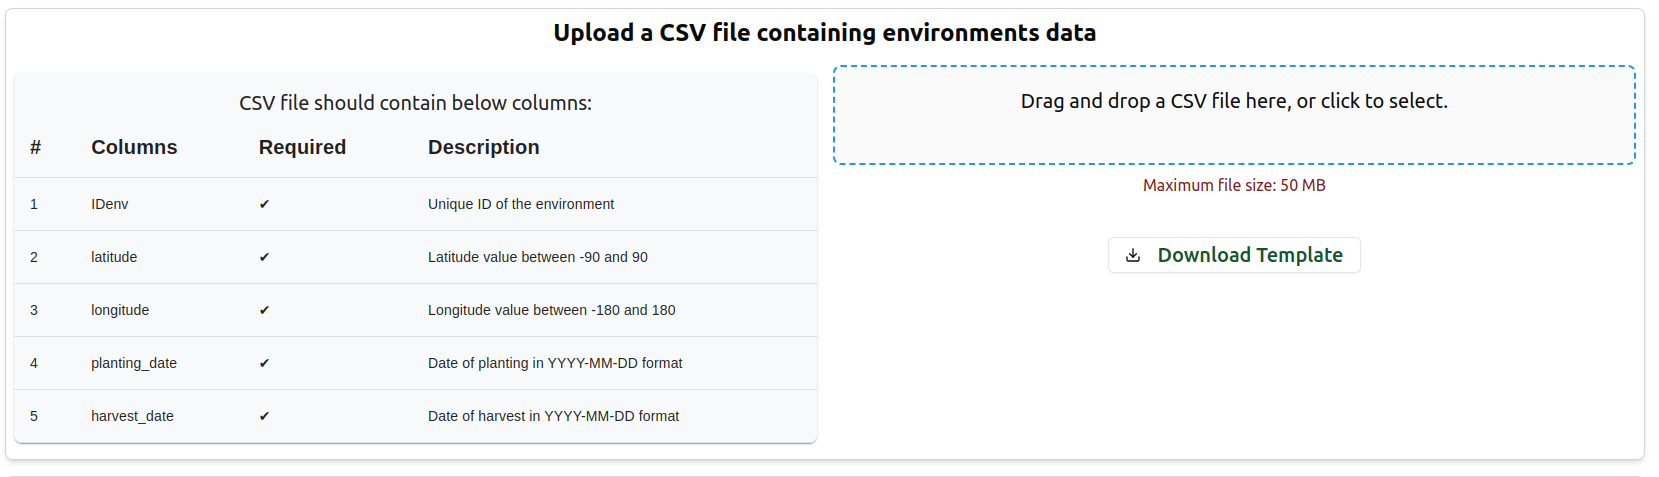 Upload a CSV file containing environments data
CSV file should contain below columns:
# Columns Required Description
1 IDenv ✔ Unique ID of the environment
2 latitude ✔ Latitude value between -90 and 90
3 longitude ✔ Longitude value between -180 and 180
4 planting_date ✔ Date of planting in YYYY-MM-DD format
5 harvest_date ✔ Date of harvest in YYYY-MM-DD format
Drag and drop a CSV file here, or click to select.
Maximum file size: 50 MB
Download Template